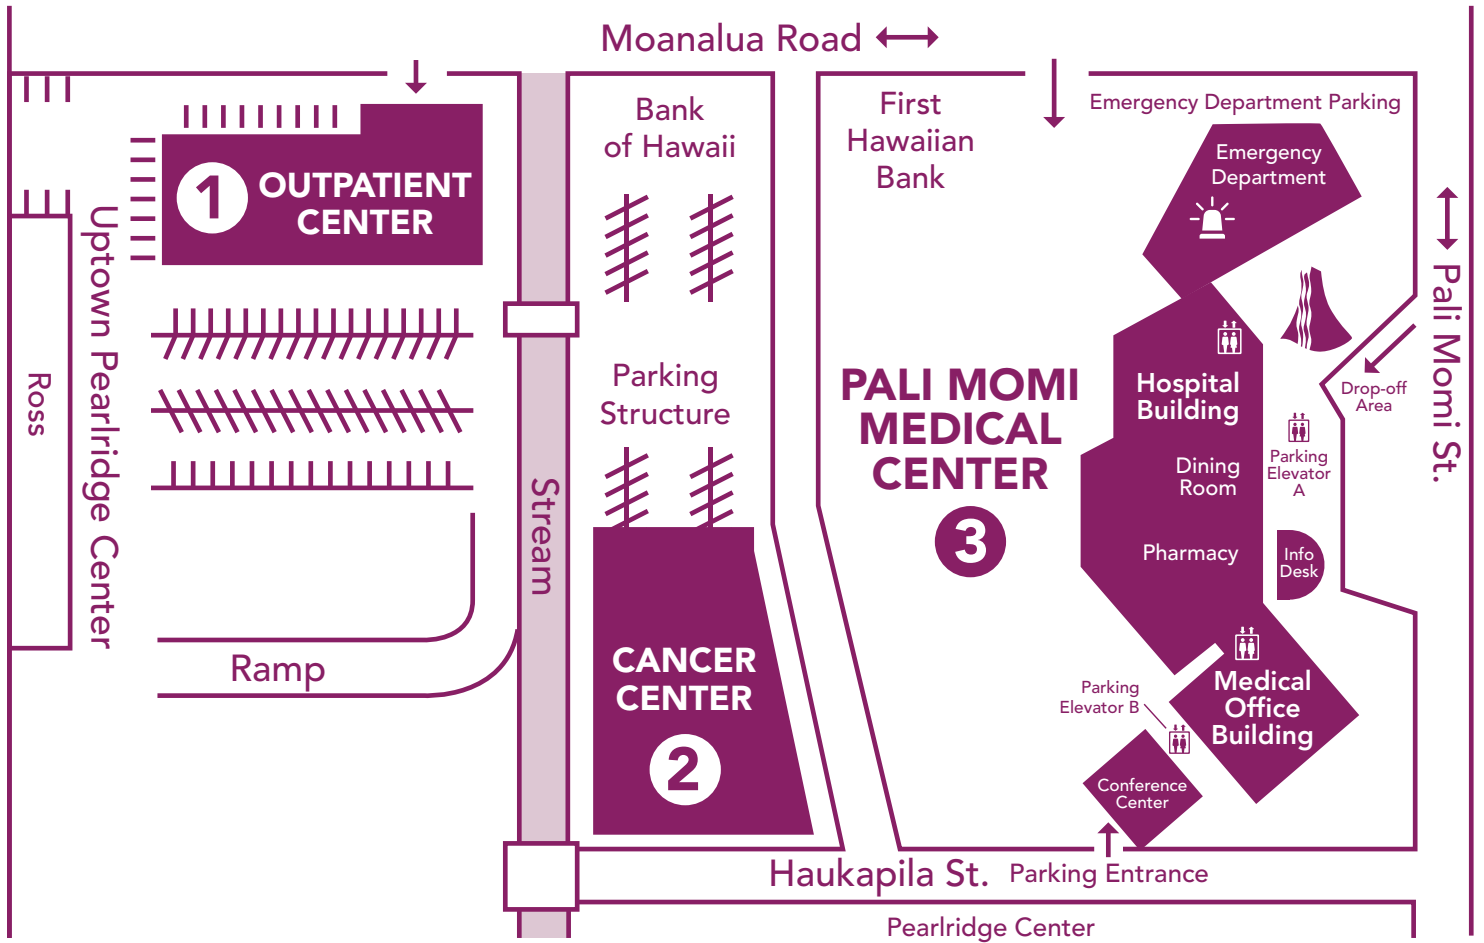 Moanalua Road
Bank
of Hawaii
First
Hawaiian
Bank
Emergency Department Parking
Emergency
Department
1
OUTPATIENT
CENTER
Uptown Pearlridge Center
Ross
Pali Momi St.
Parking
Structure
PALI MOMI
MEDICAL
CENTER
3
Hospital
Building
Drop-off
Area
Parking
Elevator
A
Dining
Room
Pharmacy
Info
Desk
Stream
Ramp
CANCER
CENTER
2
Medical
Office
Building
Parking
Elevator B
Conference
Center
Haukapila St.
Parking Entrance
Pearlridge Center